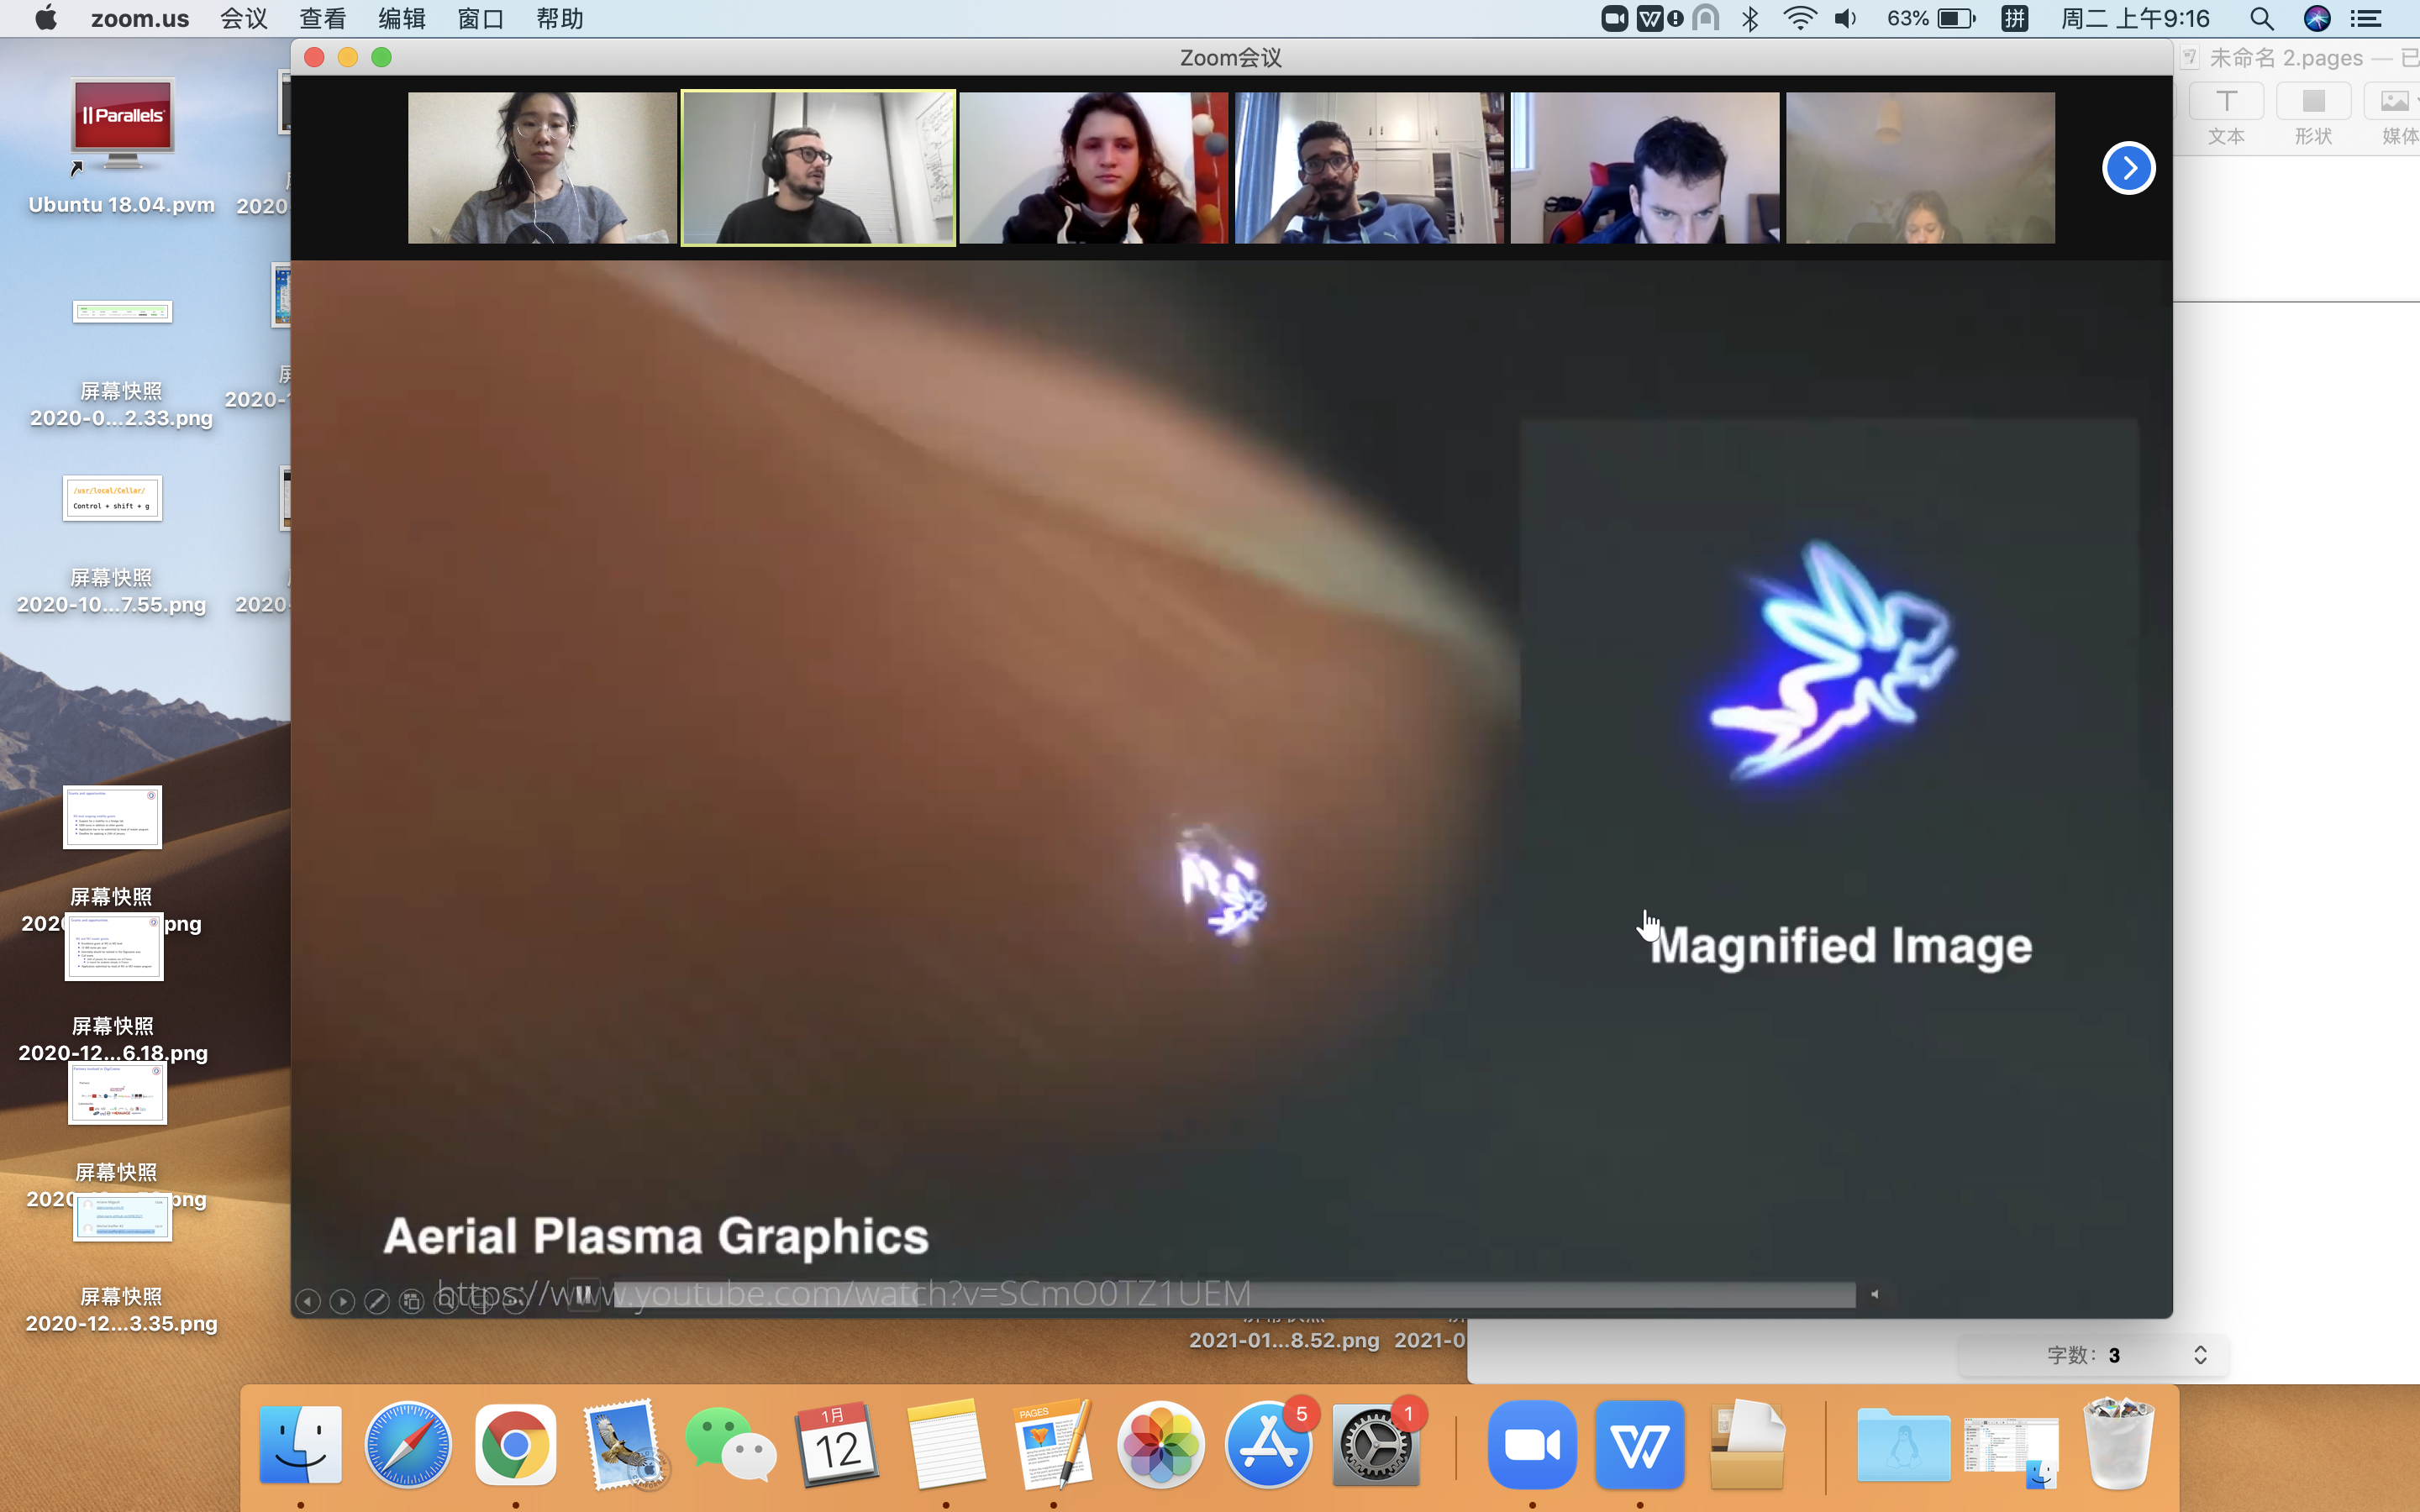 zoom.us 会议 查看 编辑 窗口 帮助
63% 拼 周二 上午9:16
Zoom会议
未命名 2.pages — 已
文本 形状 媒体
Parallels
Ubuntu 18.04.pvm
2020
屏幕快照
2020-0...2.33.png
2020-1
/usr/local/Cellar/
Control + shift + g
屏幕快照
2020-10...7.55.png
2020-
屏幕快照
png
屏幕快照
2020-12...6.18.png
屏幕快照
png
屏幕快照
2020-12...3.35.png
Magnified Image
Aerial Plasma Graphics
https://www.youtube.com/watch?v=SCmO0TZ1UEM
2021-01...8.52.png 2021-0
字数: 3
1月
12
PAGES
5
1